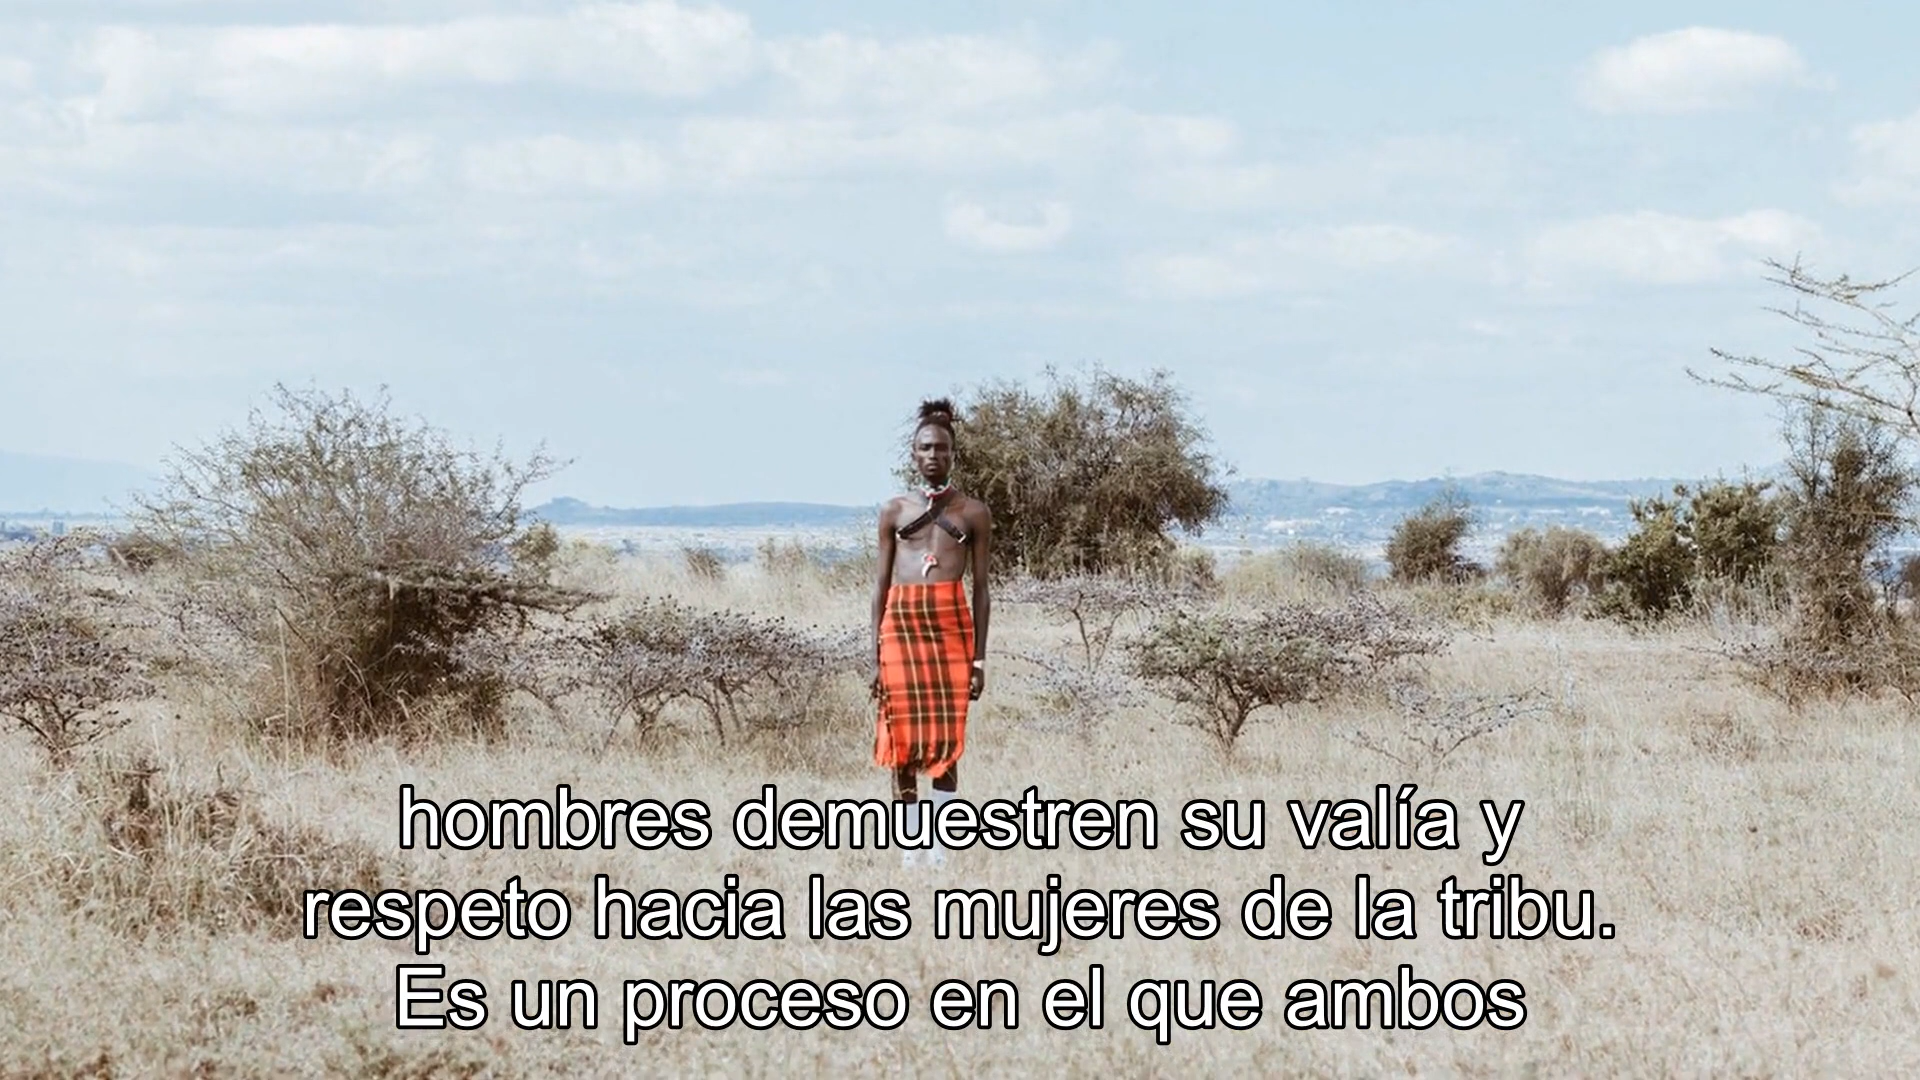 hombres demuestren su valía y
respeto hacia las mujeres de la tribu.
Es un proceso en el que ambos